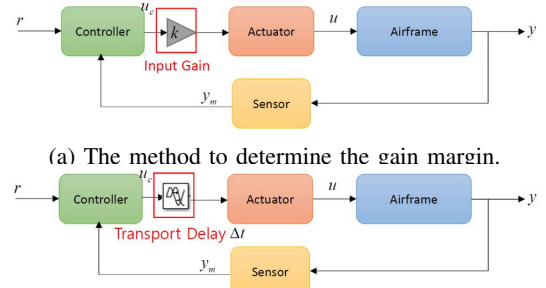 r
Controller
u_c
k
Input Gain
Actuator
u
Airframe
y
y_m
Sensor
(a) The method to determine the gain margin.
r
Controller
u_c
Transport Delay Δt
Actuator
u
Airframe
y
y_m
Sensor